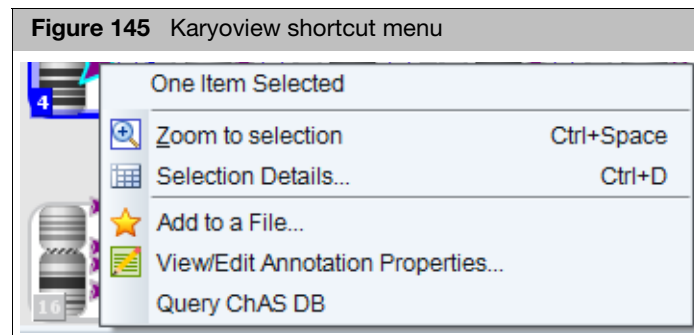 Figure 145 Karyoview shortcut menu
4
One Item Selected
Zoom to selection Ctrl+Space
Selection Details... Ctrl+D
Add to a File...
View/Edit Annotation Properties...
16
Query ChAS DB